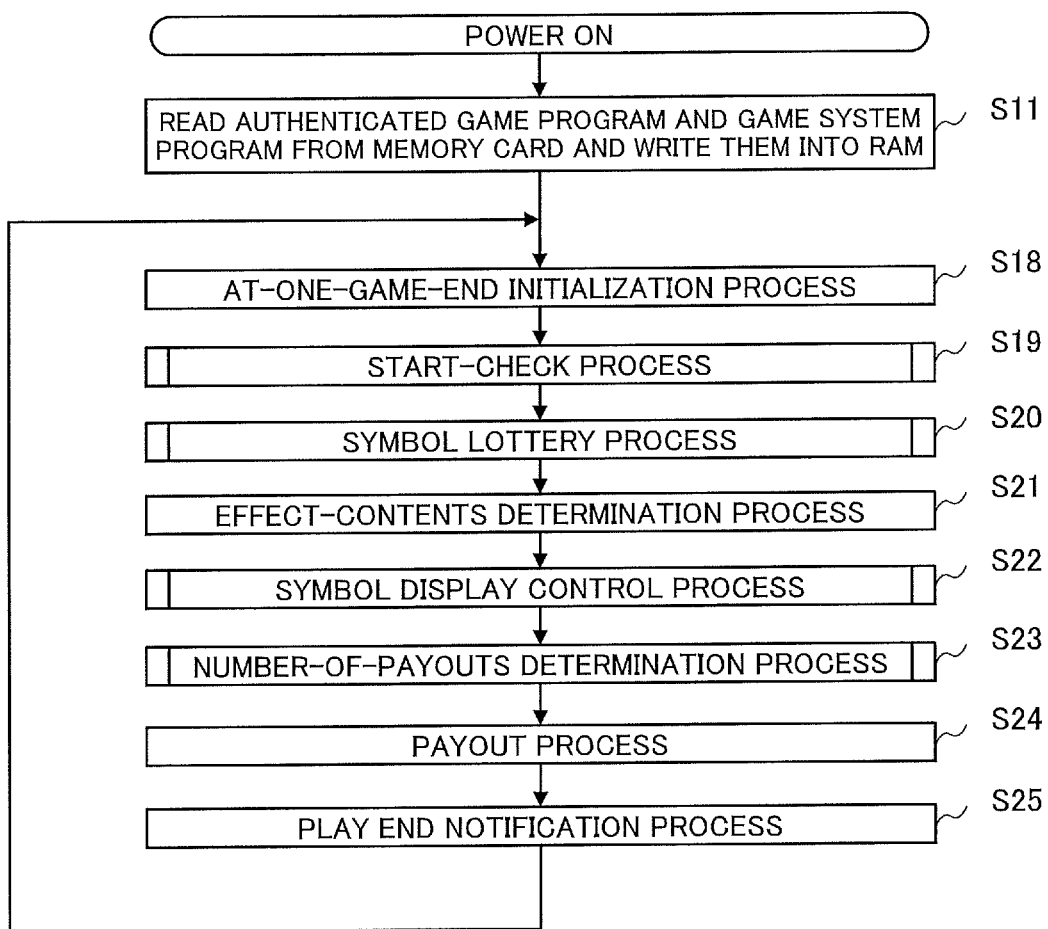 POWER ON
READ AUTHENTICATED GAME PROGRAM AND GAME SYSTEM
PROGRAM FROM MEMORY CARD AND WRITE THEM INTO RAM
S11
AT-ONE-GAME-END INITIALIZATION PROCESS
S18
START-CHECK PROCESS
S19
SYMBOL LOTTERY PROCESS
S20
EFFECT-CONTENTS DETERMINATION PROCESS
S21
SYMBOL DISPLAY CONTROL PROCESS
S22
NUMBER-OF-PAYOUTS DETERMINATION PROCESS
S23
PAYOUT PROCESS
S24
PLAY END NOTIFICATION PROCESS
S25